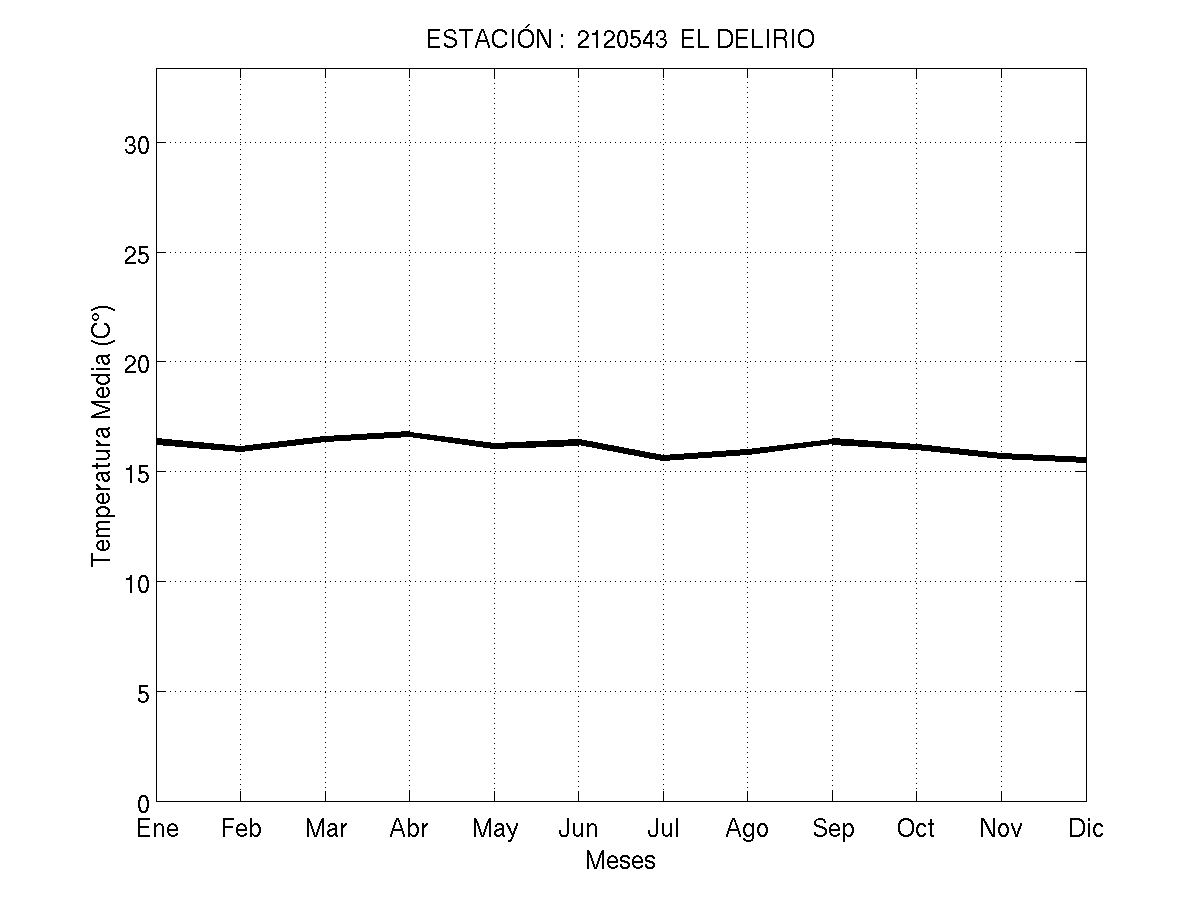 ESTACIÓN : 2120543 EL DELIRIO
30
25
20
15
10
5
0
Temperatura Media (C°)
Ene Feb Mar Abr May Jun Jul Ago Sep Oct Nov Dic
Meses